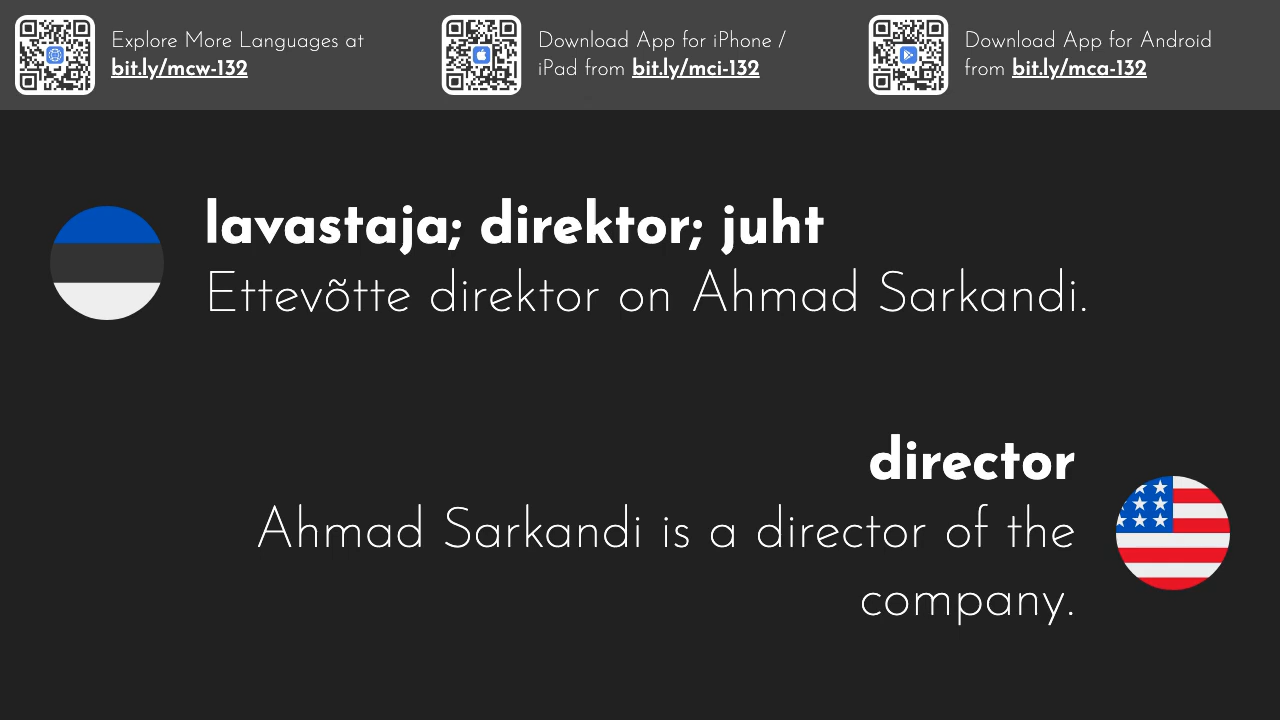 Explore More Languages at
bit.ly/mcw-132
Download App for iPhone /
iPad from bit.ly/mci-132
Download App for Android
from bit.ly/mca-132
lavastaja; direktor; juht
Ettevõtte direktor on Ahmad Sarkandi.
director
Ahmad Sarkandi is a director of the
company.